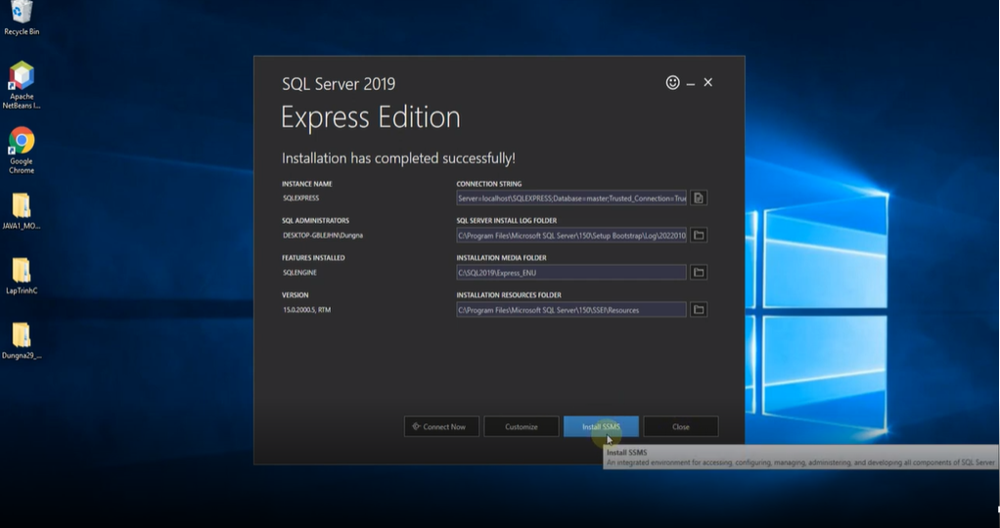 Recycle Bin
Apache
NetBeans I...
Google
Chrome
JAVA1_MO...
LapTrinhC
Dungna29_...
SQL Server 2019
Express Edition
Installation has completed successfully!
INSTANCE NAME
SQLEXPRESS
CONNECTION STRING
Server=localhost\SQLEXPRESS;Database=master;Trusted_Connection=True
SQL ADMINISTRATORS
DESKTOP-GBLEJHN\Dungna
SQL SERVER INSTALL LOG FOLDER
C:\Program Files\Microsoft SQL Server\150\Setup Bootstrap\Log\2022010
FEATURES INSTALLED
SQLENGINE
INSTALLATION MEDIA FOLDER
C:\SQL2019\Express_ENU
VERSION
15.0.2000.5, RTM
INSTALLATION RESOURCES FOLDER
C:\Program Files\Microsoft SQL Server\150\SSEI\Resources
Connect Now
Customize
Install SSMS
Close
Install SSMS
An integrated environment for accessing, configuring, managing, administering, and developing all components of SQL Server